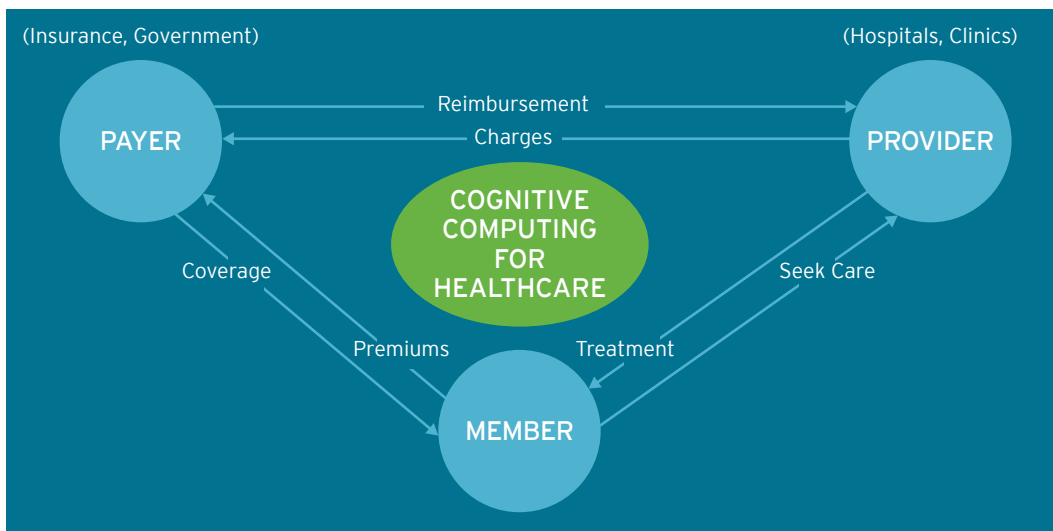 (Insurance, Government)
(Hospitals, Clinics)
PAYER
Reimbursement
Charges
PROVIDER
COGNITIVE
COMPUTING
FOR
HEALTHCARE
Coverage
Seek Care
Premiums
Treatment
MEMBER